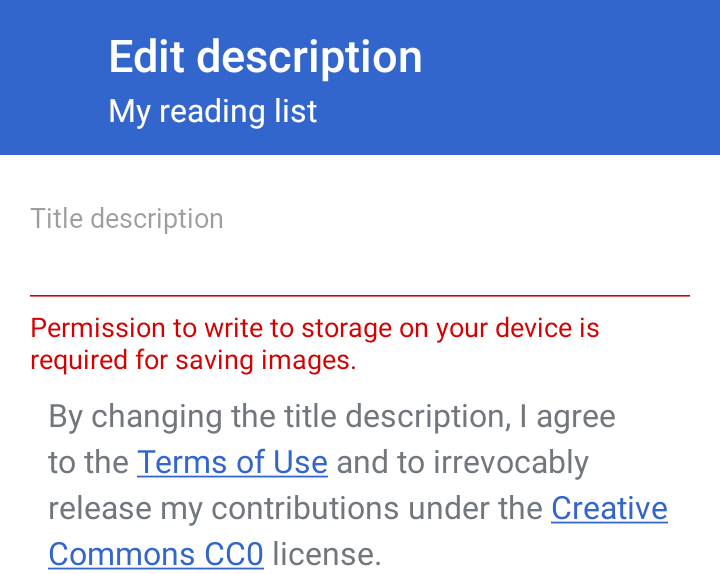 Edit description
My reading list
Title description
Permission to write to storage on your device is
required for saving images.
By changing the title description, I agree
to the Terms of Use and to irrevocably
release my contributions under the Creative
Commons CC0 license.